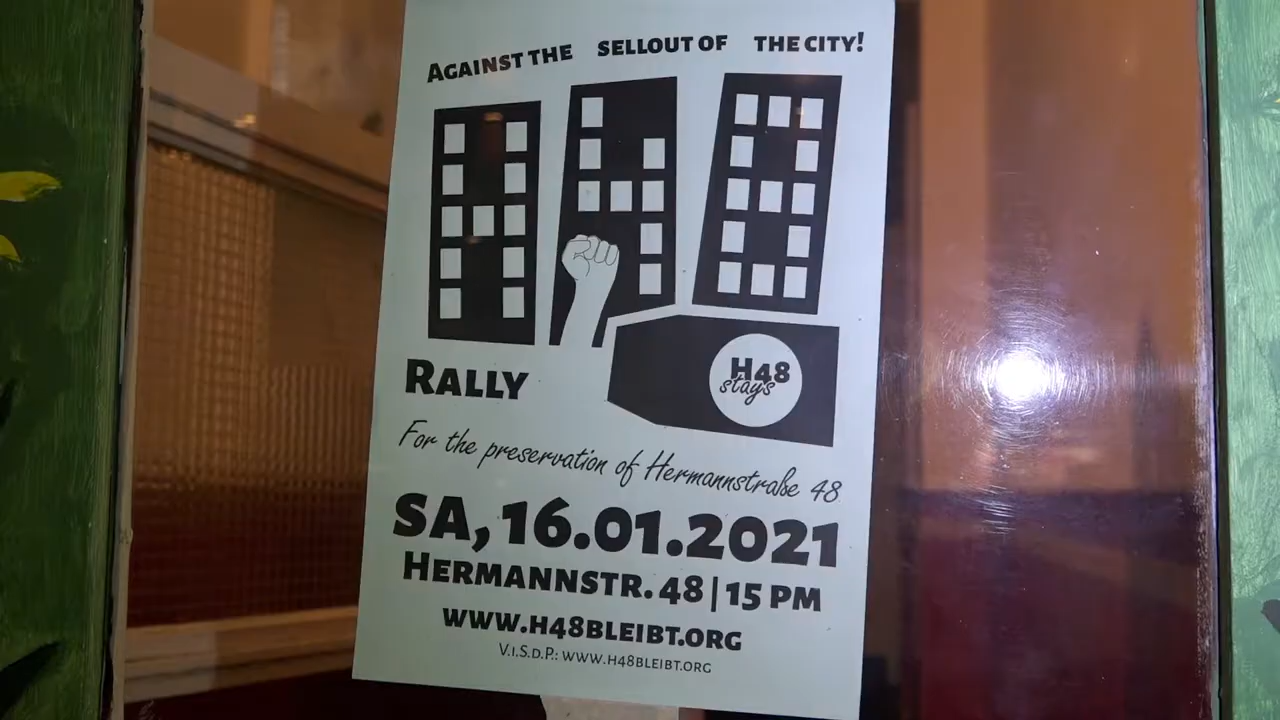 AGAINST THE SELLOUT OF THE CITY!
H48
stays
RALLY
For the preservation of Hermannstraße 48
SA, 16.01.2021
HERMANNSTR. 48 | 15 PM
WWW.H48BLEIBT.ORG
V.I.S.D.P.: WWW.H48BLEIBT.ORG